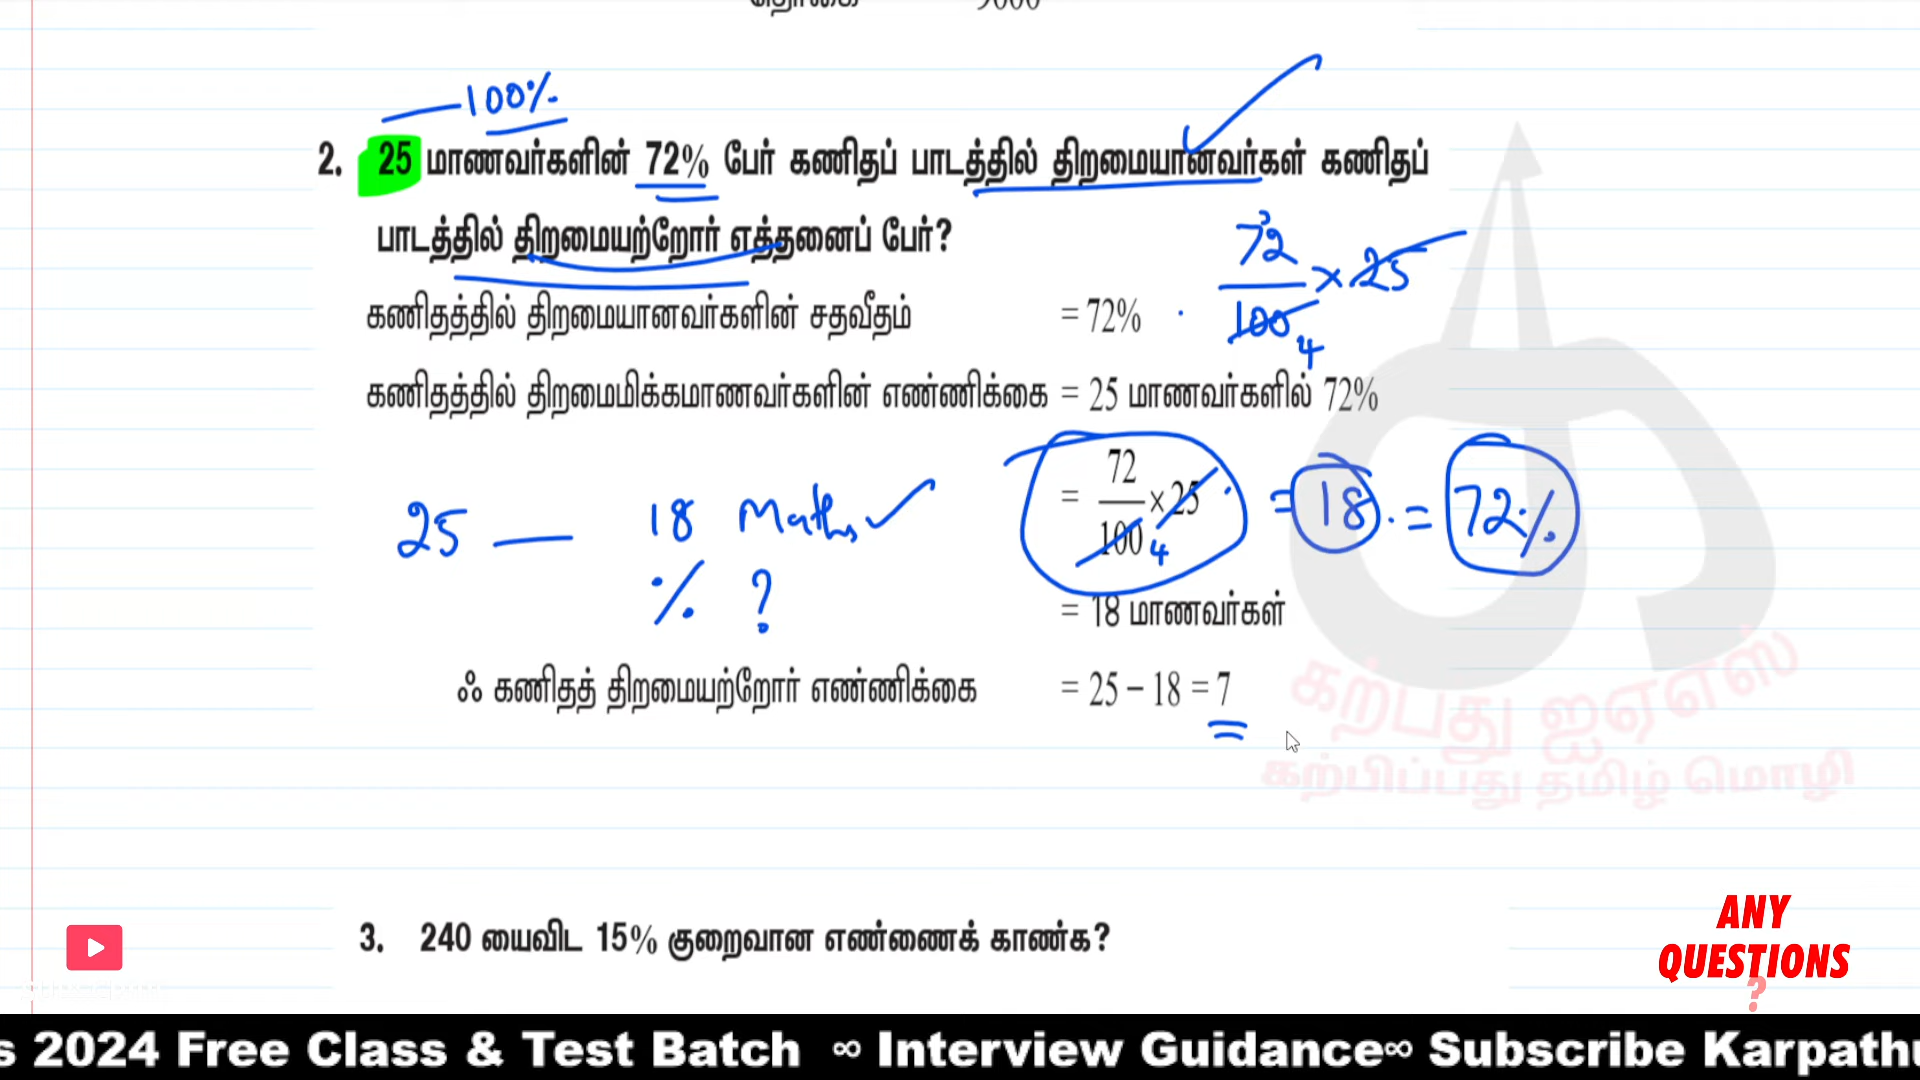 தொகை 9000
100%
2. 25 மாணவர்களின் 72% பேர் கணிதப் பாடத்தில் திறமையானவர்கள் கணிதப்
பாடத்தில் திறமையற்றோர் எத்தனைப் பேர்?
72
100 4 × 25
கணிதத்தில் திறமையானவர்களின் சதவீதம் = 72%
கணிதத்தில் திறமைமிக்கமாணவர்களின் எண்ணிக்கை = 25 மாணவர்களில் 72%
= 72/100 × 25 = 18 = 72%
4
25 — 18 Maths
% ?
= 18 மாணவர்கள்
ஃ கணிதத் திறமையற்றோர் எண்ணிக்கை = 25 – 18 = 7
கற்பது ஐஏஎஸ்
கற்பிப்பது தமிழ் மொழி
3. 240 யைவிட 15% குறைவான எண்ணைக் காண்க?
ANY
QUESTIONS
?
s 2024 Free Class & Test Batch ∞ Interview Guidance∞ Subscribe Karpathu